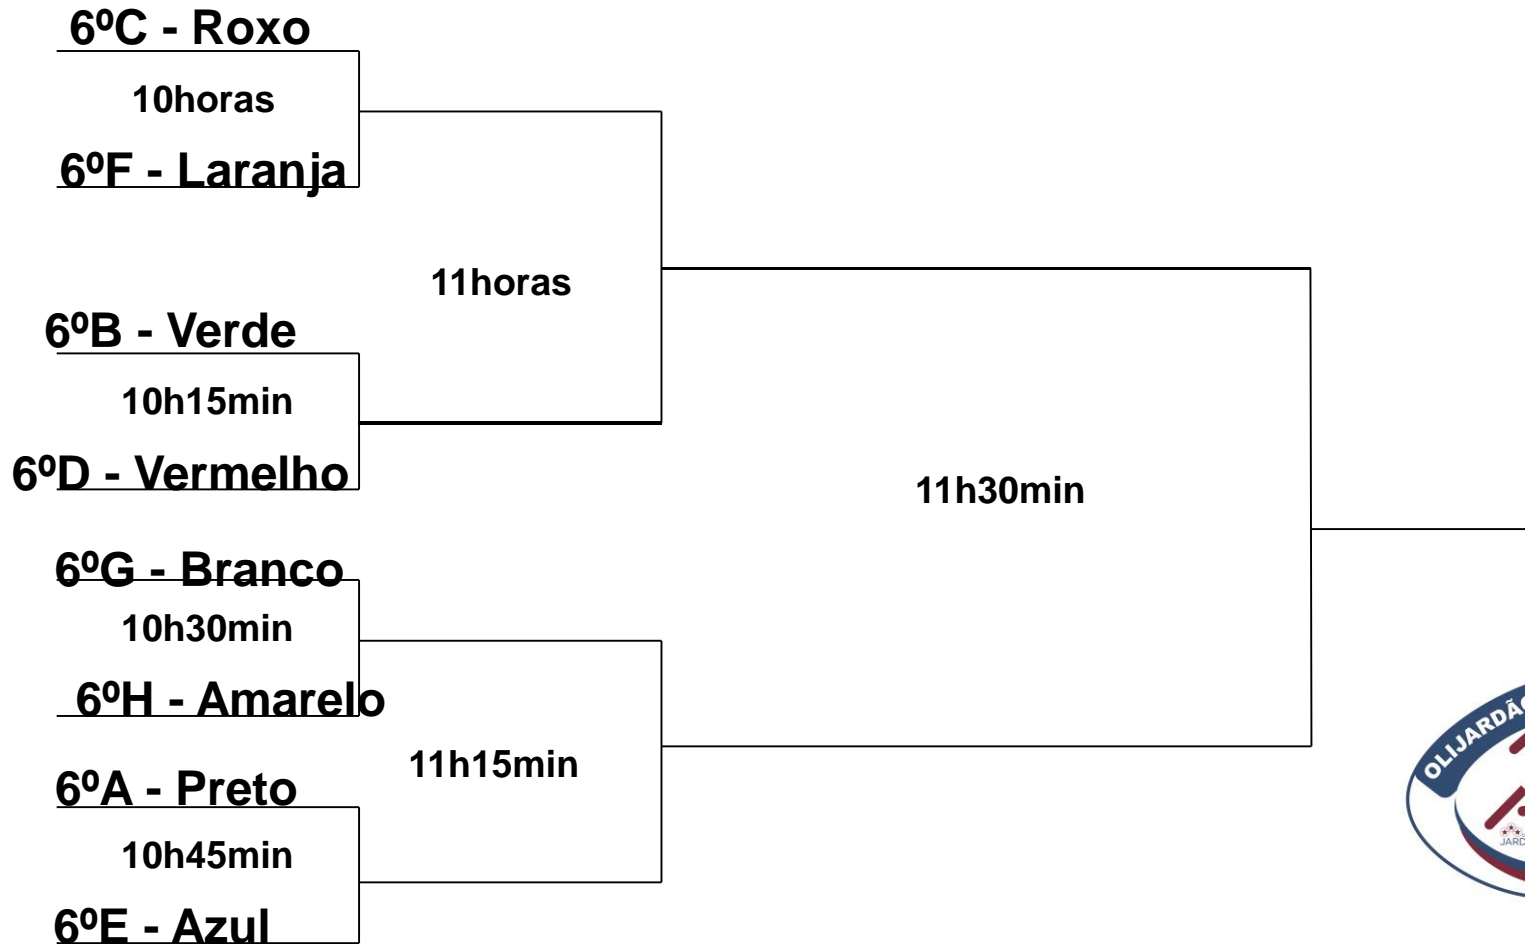 6ºC - Roxo
10horas
6ºF - Laranja
11horas
6ºB - Verde
10h15min
6ºD - Vermelho
11h30min
6ºG - Branco
10h30min
6ºH - Amarelo
11h15min
6ºA - Preto
10h45min
6ºE - Azul